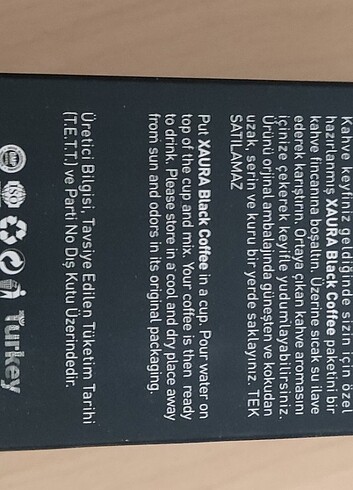 Kahve keyfiniz geldiğinde sizin için özel
hazırlanmış XAURA Black Coffee paketini bir
kahve fincanına boşaltın. Üzerine sıcak su ilave
ederek karıştırın. Ortaya çıkan kahve aromasını
içinize çekerek keyifle yudumlayabilirsiniz.
Ürünü orjinal ambalajında güneşten ve kokudan
uzak, serin ve kuru bir yerde saklayınız. TEK
SATILAMAZ
Put XAURA Black Coffee in a cup, Pour water on
top of the cup and mix. Your coffee is then ready
to drink. Please store in a cool and dry place away
from sun and odors in its original packaging.
Üretici Bilgisi, Tavsiye Edilen Tüketim Tarihi
(T.E.T.T.) ve Parti No Dış Kutu Üzerindedir.
Turkey